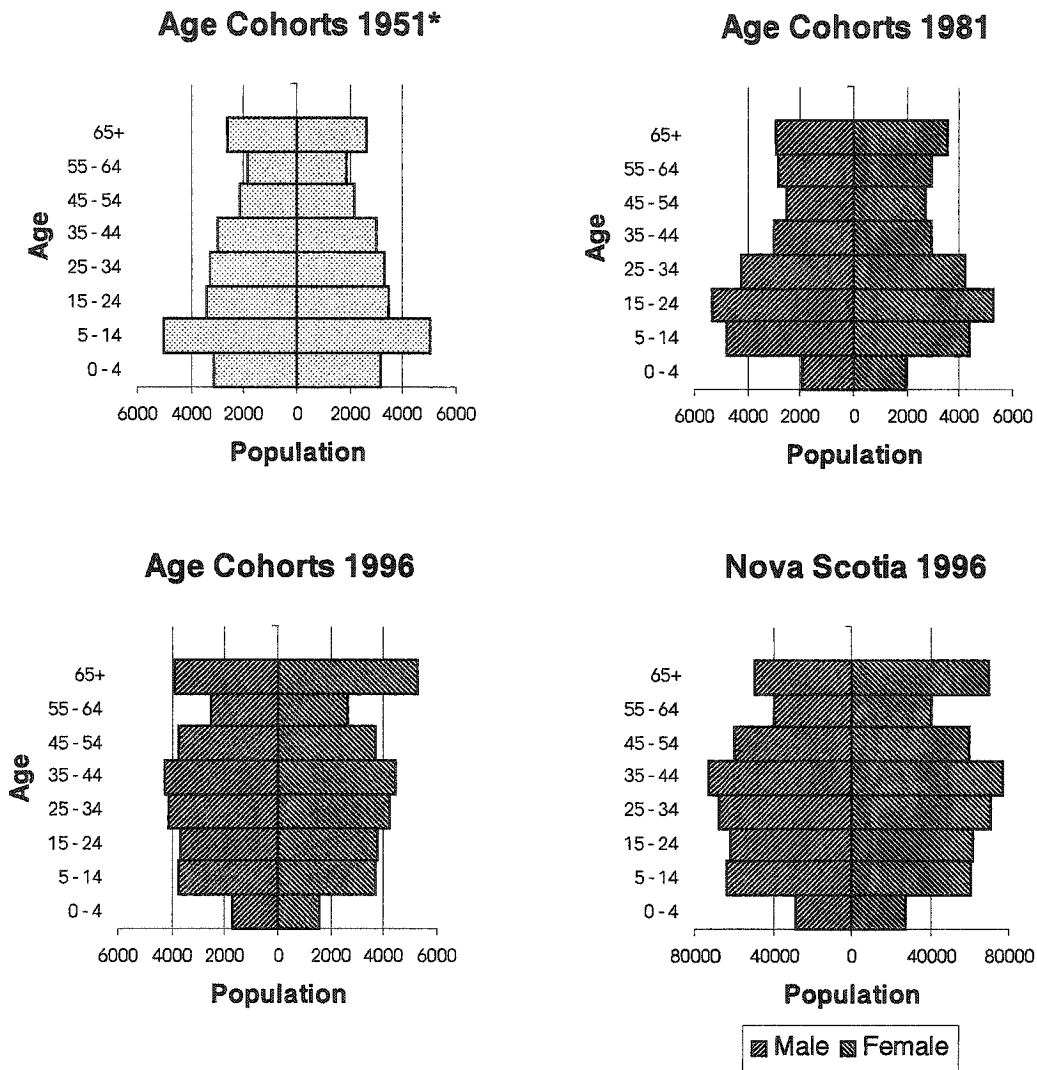 Age Cohorts 1951*
Age
65+
55 - 64
45 - 54
35 - 44
25 - 34
15 - 24
5 - 14
0 - 4
6000 4000 2000 0 2000 4000 6000
Population
Age Cohorts 1981
Age
65+
55 - 64
45 - 54
35 - 44
25 - 34
15 - 24
5 - 14
0 - 4
6000 4000 2000 0 2000 4000 6000
Population
Age Cohorts 1996
Age
65+
55 - 64
45 - 54
35 - 44
25 - 34
15 - 24
5 - 14
0 - 4
6000 4000 2000 0 2000 4000 6000
Population
Nova Scotia 1996
65+
55 - 64
45 - 54
35 - 44
25 - 34
15 - 24
5 - 14
0 - 4
80000 40000 0 40000 80000
Population
Male Female